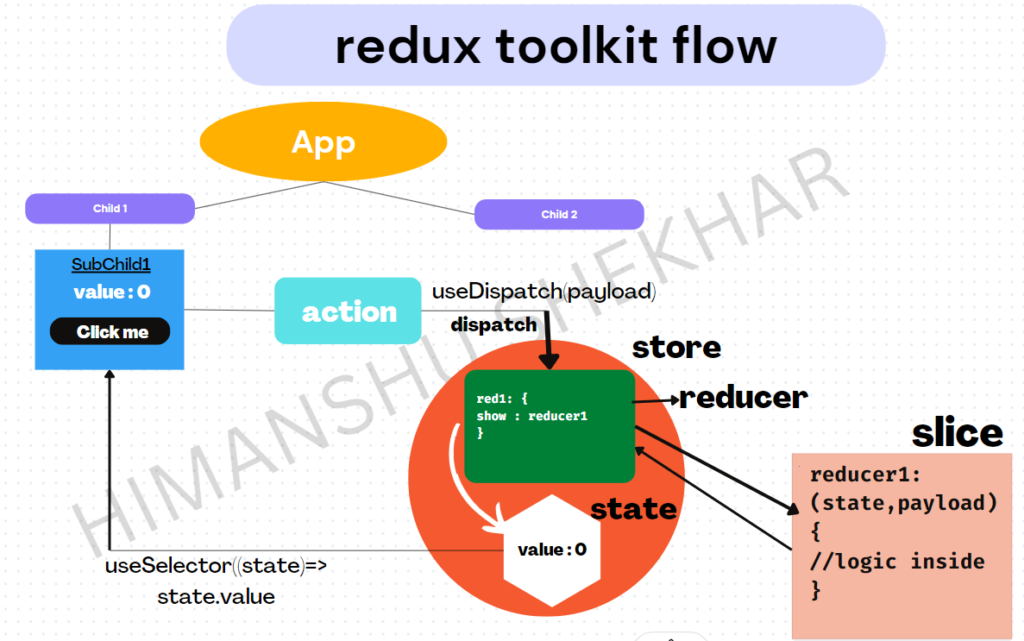 redux toolkit flow
App
Child 1
Child 2
SubChild1
value : 0
Click me
action
useDispatch(payload)
dispatch
store
red1: {
show : reducer1
}
reducer
slice
reducer1:
(state,payload)
{
//logic inside
}
state
value : 0
useSelector((state)=>
state.value
HIMANSHU SHEKHAR